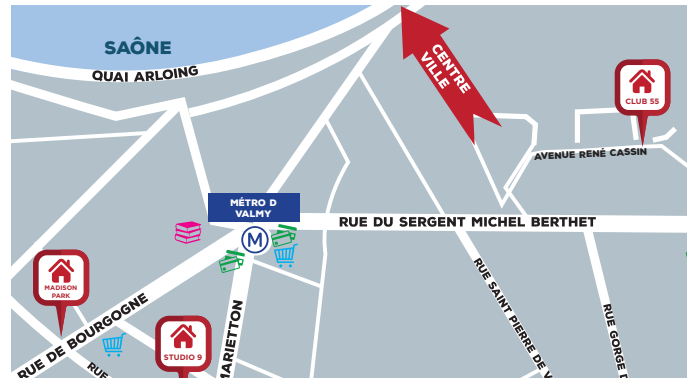 SAÔNE
QUAI ARLOING
CENTRE
VILLE
CLUB 55
AVENUE RENÉ CASSIN
MÉTRO D
VALMY
RUE DU SERGENT MICHEL BERTHET
M
MADISON
PARK
RUE DE BOURGOGNE
STUDIO 9
MARIETTON
RUE SAINT PIERRE DE V
RUE GORGE D
RUE